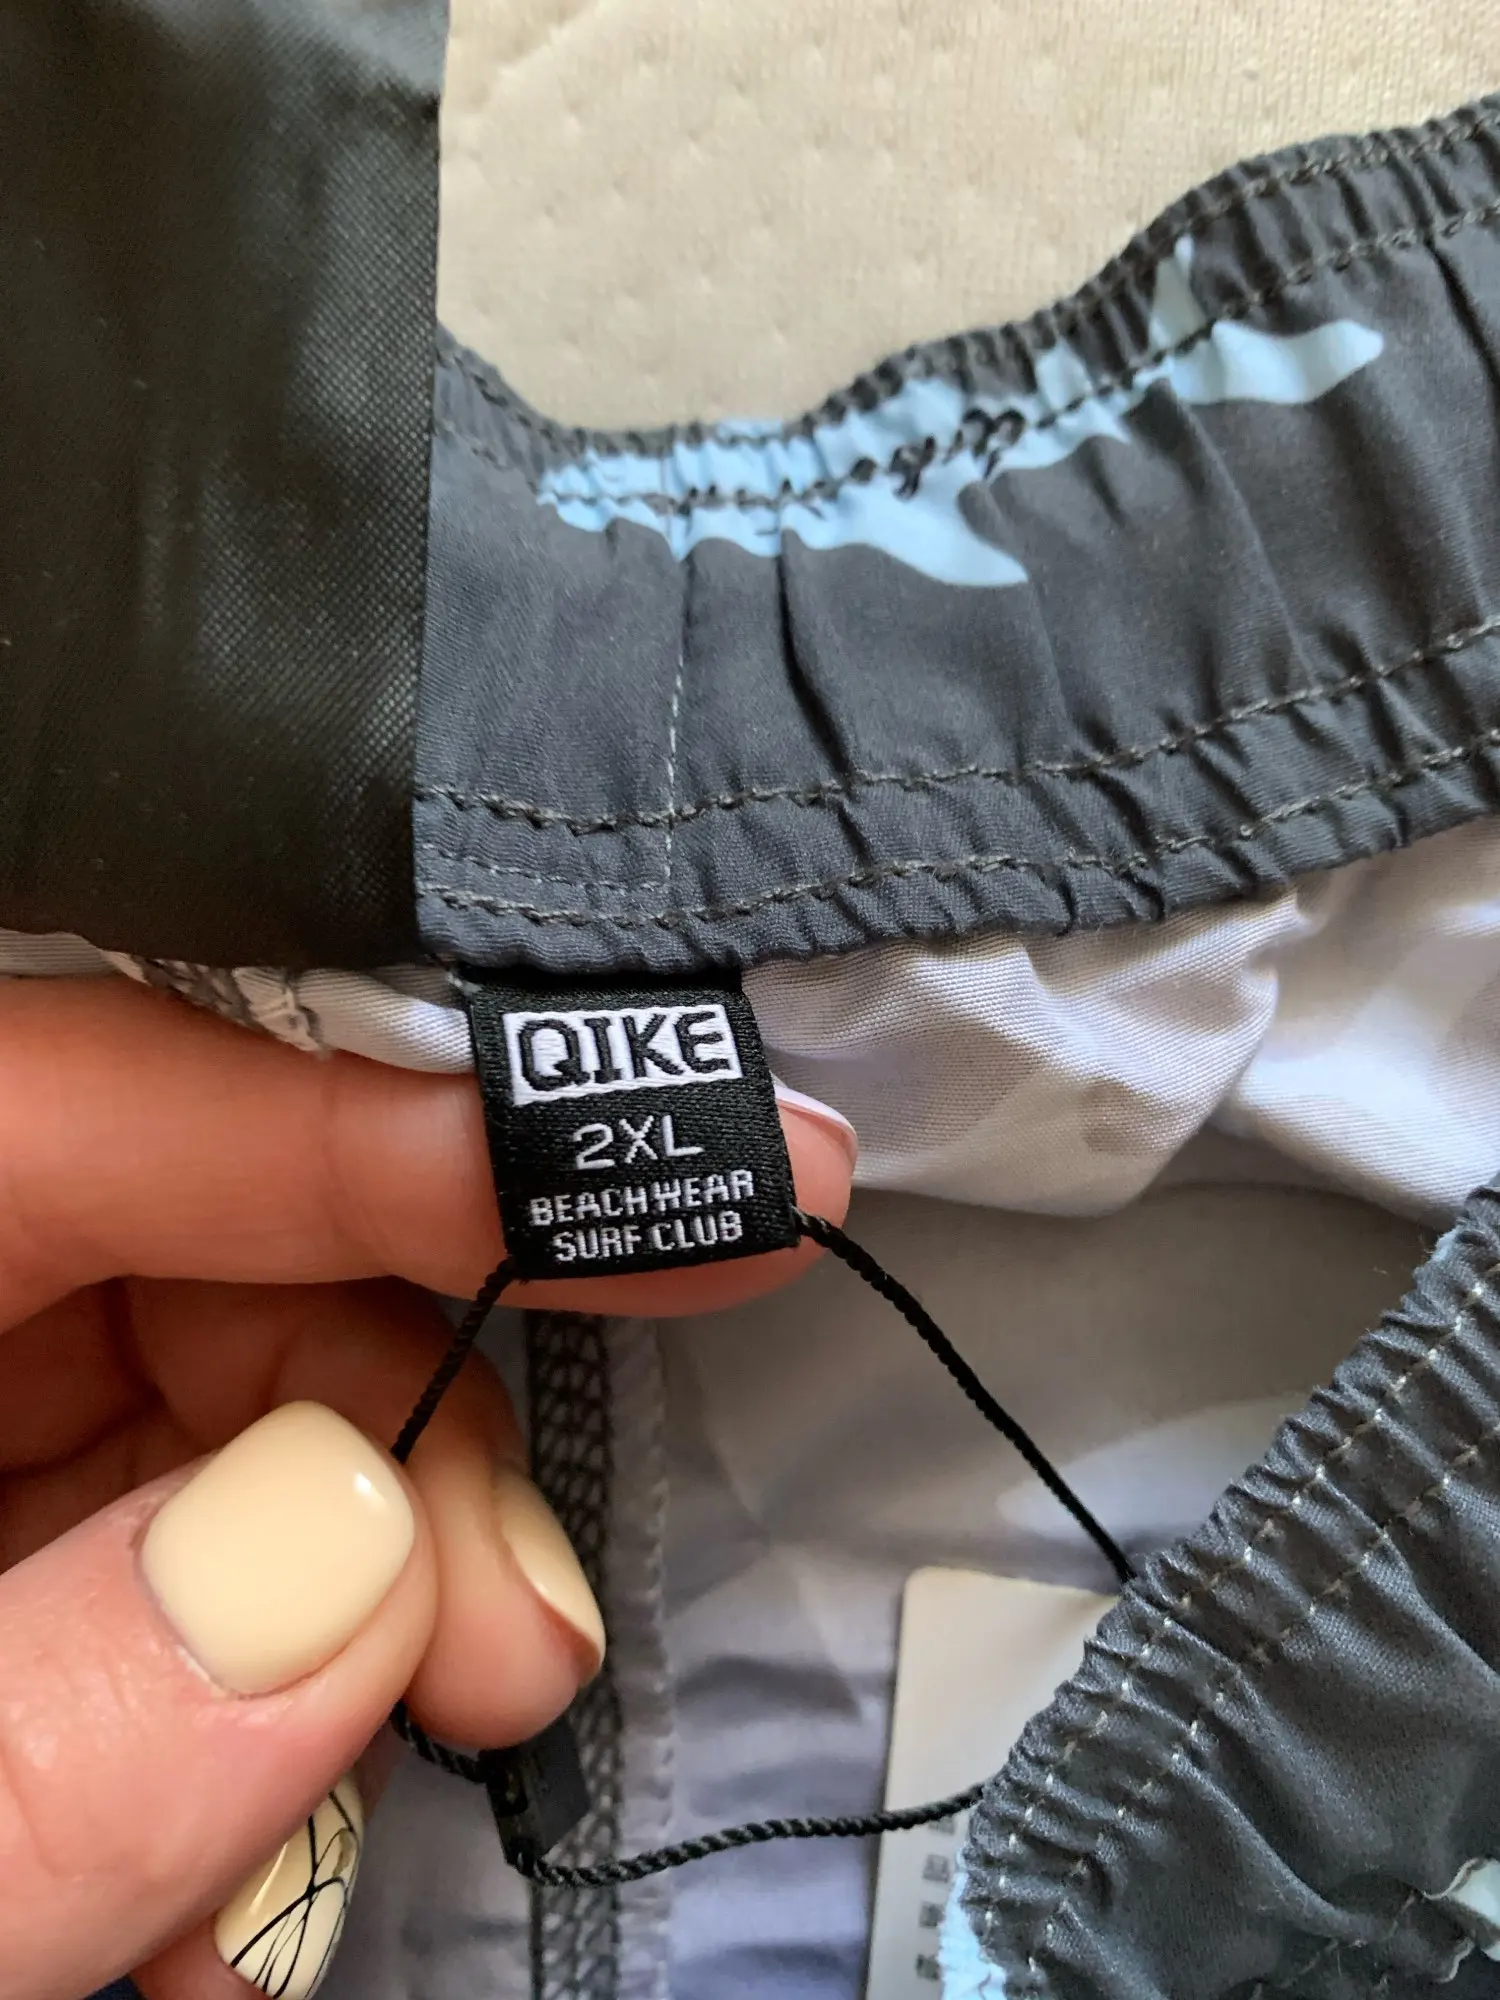 QIKE
2XL
BEACHWEAR
SURF CLUB